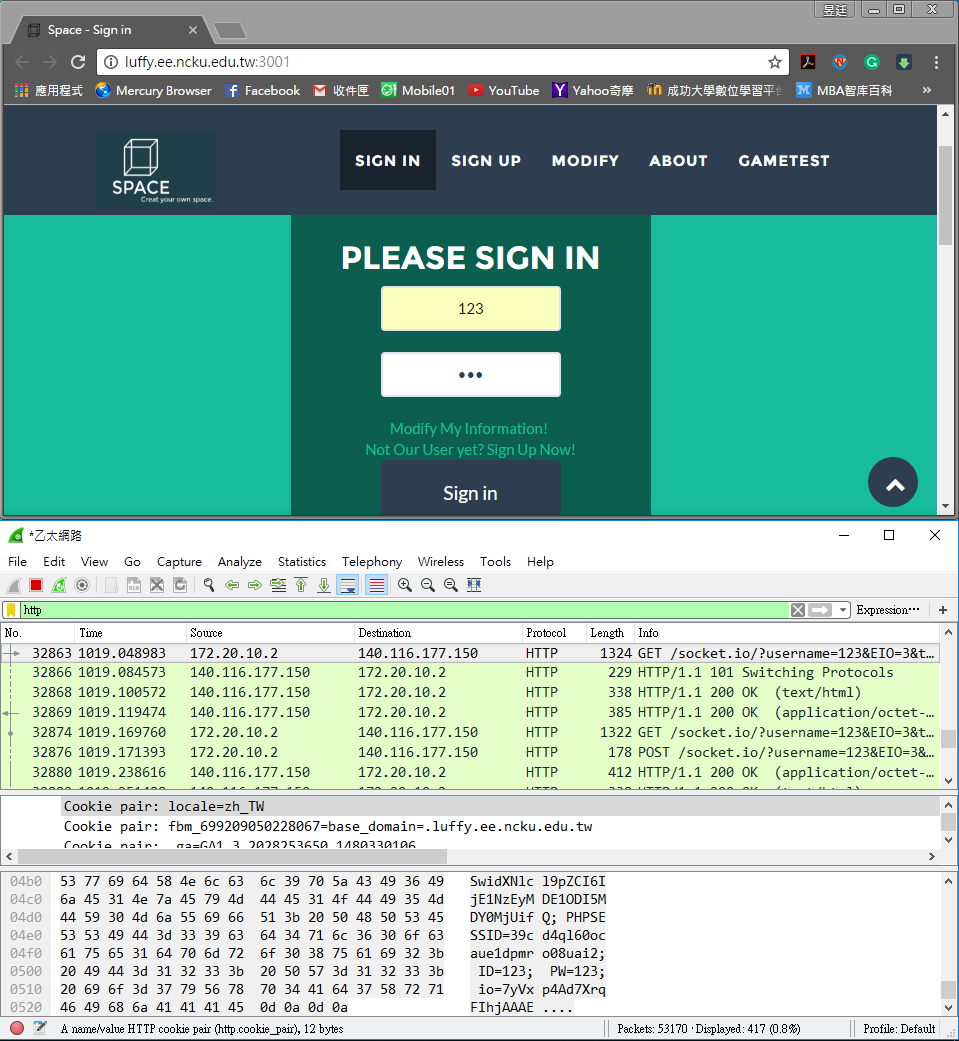 昱廷
Space - Sign in
luffy.ee.ncku.edu.tw:3001
應用程式 Mercury Browser Facebook 收件匣 Mobile01 YouTube Yahoo奇摩 成功大學數位學習平台 MBA智库百科 »
SPACE
Creat your own space.
SIGN IN SIGN UP MODIFY ABOUT GAMETEST
PLEASE SIGN IN
123
•••
Modify My Information!
Not Our User yet? Sign Up Now!
Sign in
*乙太網路
File Edit View Go Capture Analyze Statistics Telephony Wireless Tools Help
http Expression⋯ +
No. Time Source Destination Protocol Length Info
32863 1019.048983 172.20.10.2 140.116.177.150 HTTP 1324 GET /socket.io/?username=123&EIO=3&t…
32866 1019.084573 140.116.177.150 172.20.10.2 HTTP 229 HTTP/1.1 101 Switching Protocols
32868 1019.100572 140.116.177.150 172.20.10.2 HTTP 338 HTTP/1.1 200 OK (text/html)
32869 1019.119474 140.116.177.150 172.20.10.2 HTTP 385 HTTP/1.1 200 OK (application/octet-…
32874 1019.169760 172.20.10.2 140.116.177.150 HTTP 1322 GET /socket.io/?username=123&EIO=3&t…
32876 1019.171393 172.20.10.2 140.116.177.150 HTTP 178 POST /socket.io/?username=123&EIO=3&…
32880 1019.238616 140.116.177.150 172.20.10.2 HTTP 412 HTTP/1.1 200 OK (application/octet-…
Cookie pair: locale=zh_TW
Cookie pair: fbm_699209050228067=base_domain=.luffy.ee.ncku.edu.tw
Cookie pair: _ga=GA1.3.2028253650.1480330106
04b0 53 77 69 64 58 4e 6c 63 6c 39 70 5a 43 49 36 49 SwidXNlc l9pZCI6I
04c0 6a 45 31 4e 7a 45 79 4d 44 45 31 4f 44 49 35 4d jE1NzEyM DE1ODI5M
04d0 44 59 30 4d 6a 55 69 66 51 3b 20 50 48 50 53 45 DY0MjUif Q; PHPSE
04e0 53 53 49 44 3d 33 39 63 64 34 71 6c 36 30 6f 63 SSID=39c d4ql60oc
04f0 61 75 65 31 64 70 6d 72 6f 30 38 75 61 69 32 3b aue1dpmr o08uai2;
0500 20 49 44 3d 31 32 33 3b 20 50 57 3d 31 32 33 3b ID=123; PW=123;
0510 20 69 6f 3d 37 79 56 78 70 34 41 64 37 58 72 71 io=7yVx p4Ad7Xrq
0520 46 49 68 6a 41 41 41 45 0d 0a 0d 0a FIhjAAAE ....
A name/value HTTP cookie pair (http.cookie_pair), 12 bytes Packets: 53170 · Displayed: 417 (0.8%) Profile: Default